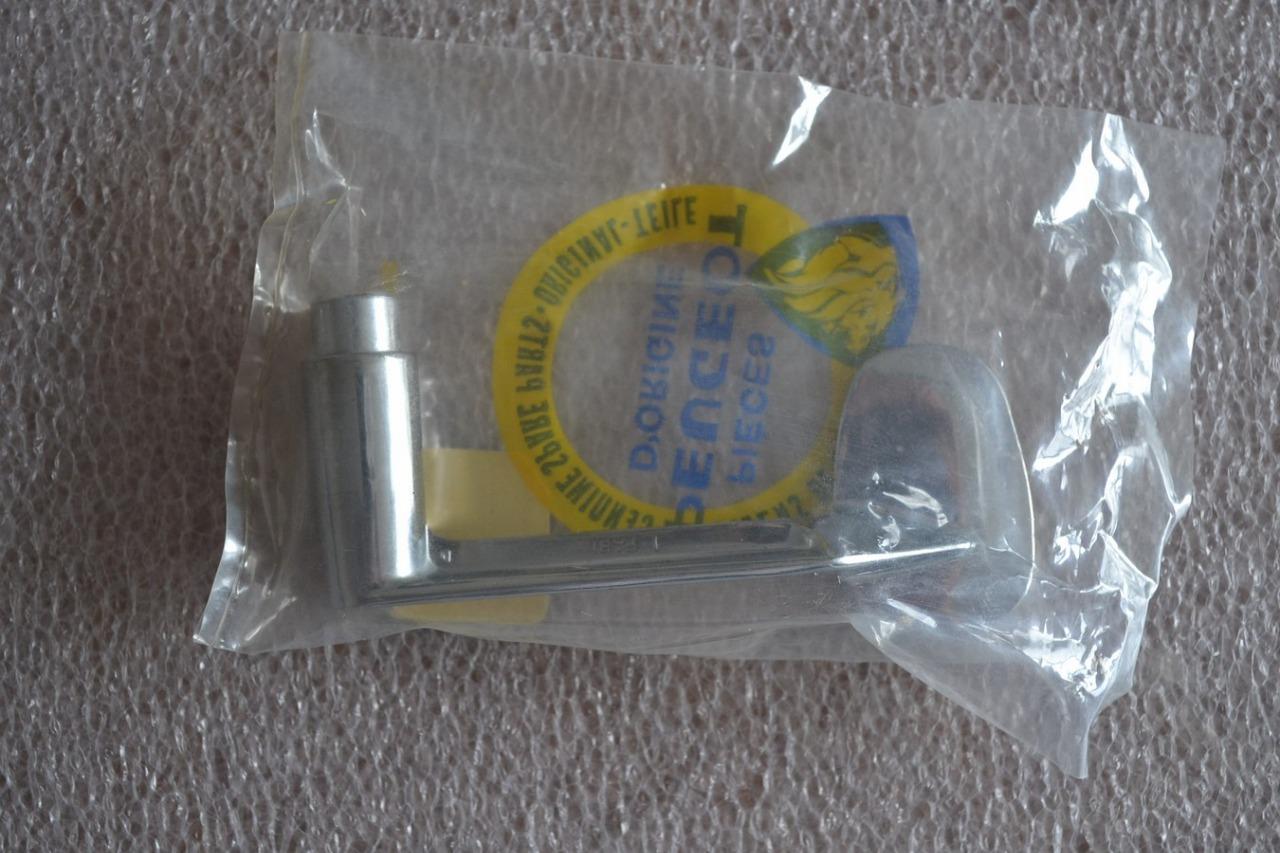 PIECES
PEUGEOT
D'ORIGINE
GENUINE SPARE PARTS · ORIGINAL-TEILE